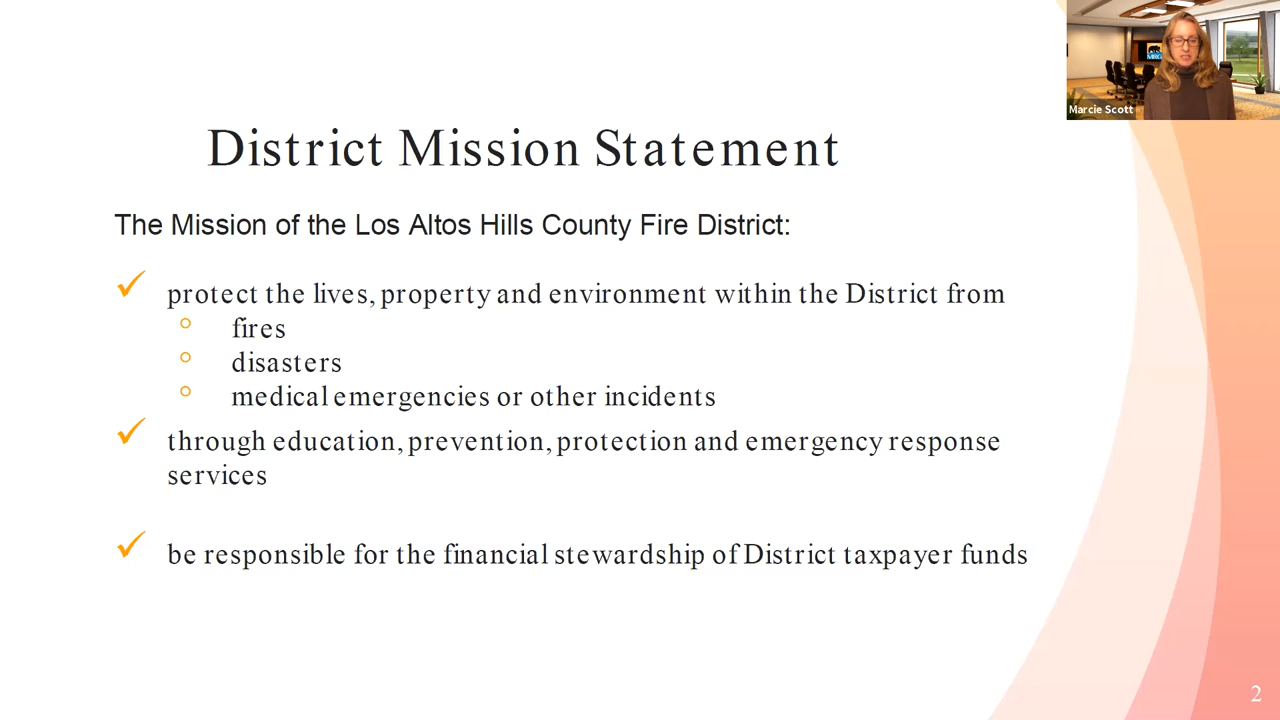 Marcie Scott
District Mission Statement
The Mission of the Los Altos Hills County Fire District:
protect the lives, property and environment within the District from
fires
disasters
medical emergencies or other incidents
through education, prevention, protection and emergency response
services
be responsible for the financial stewardship of District taxpayer funds
2